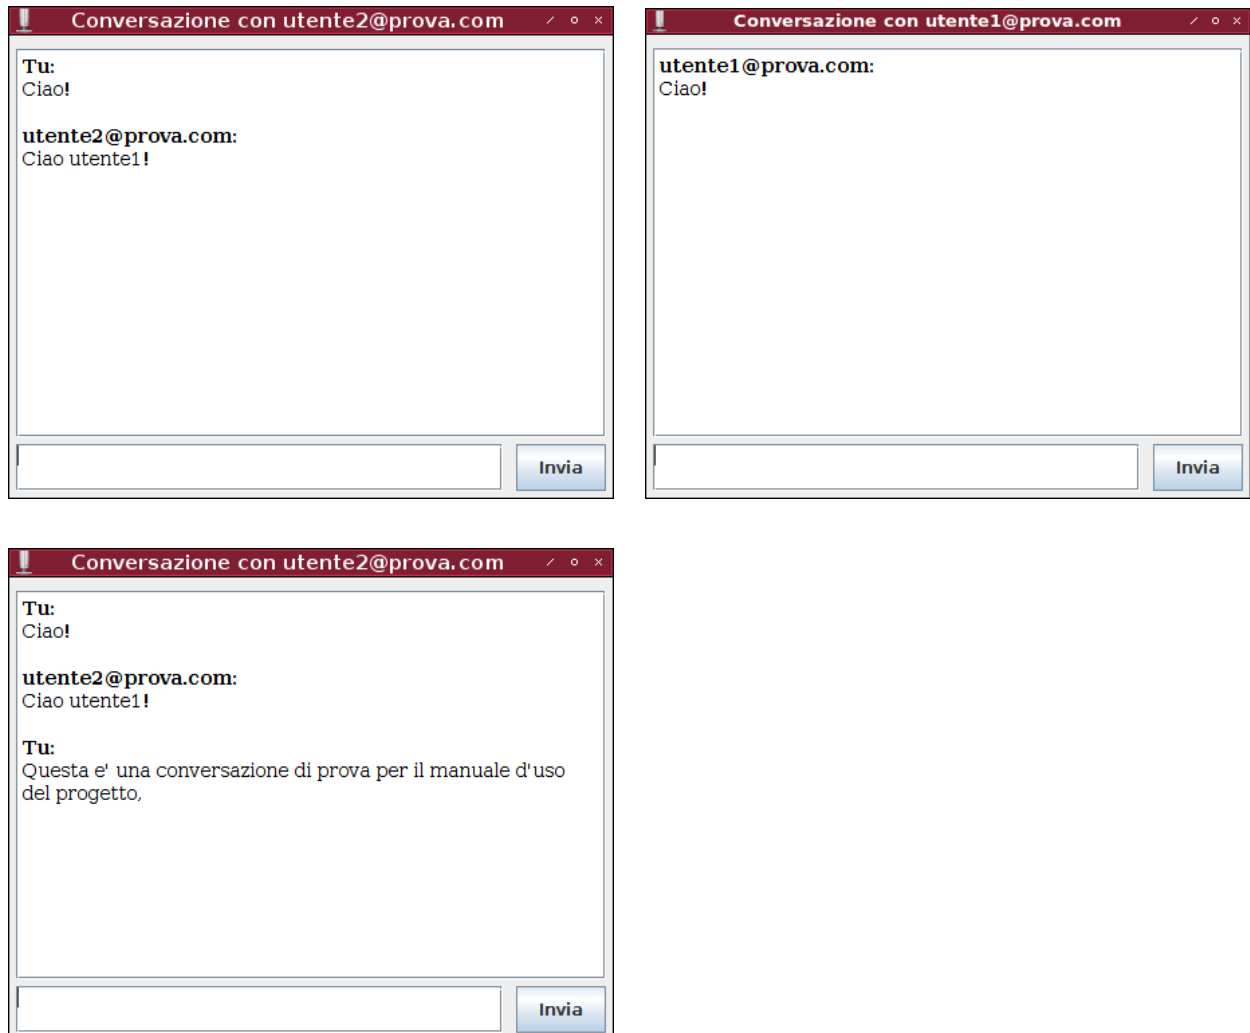 Conversazione con utente2@prova.com
Tu:
Ciao!
utente2@prova.com:
Ciao utente1!
Invia
Conversazione con utente1@prova.com
utente1@prova.com:
Ciao!
Invia
Conversazione con utente2@prova.com
Tu:
Ciao!
utente2@prova.com:
Ciao utente1!
Tu:
Questa e' una conversazione di prova per il manuale d'uso
del progetto,
Invia